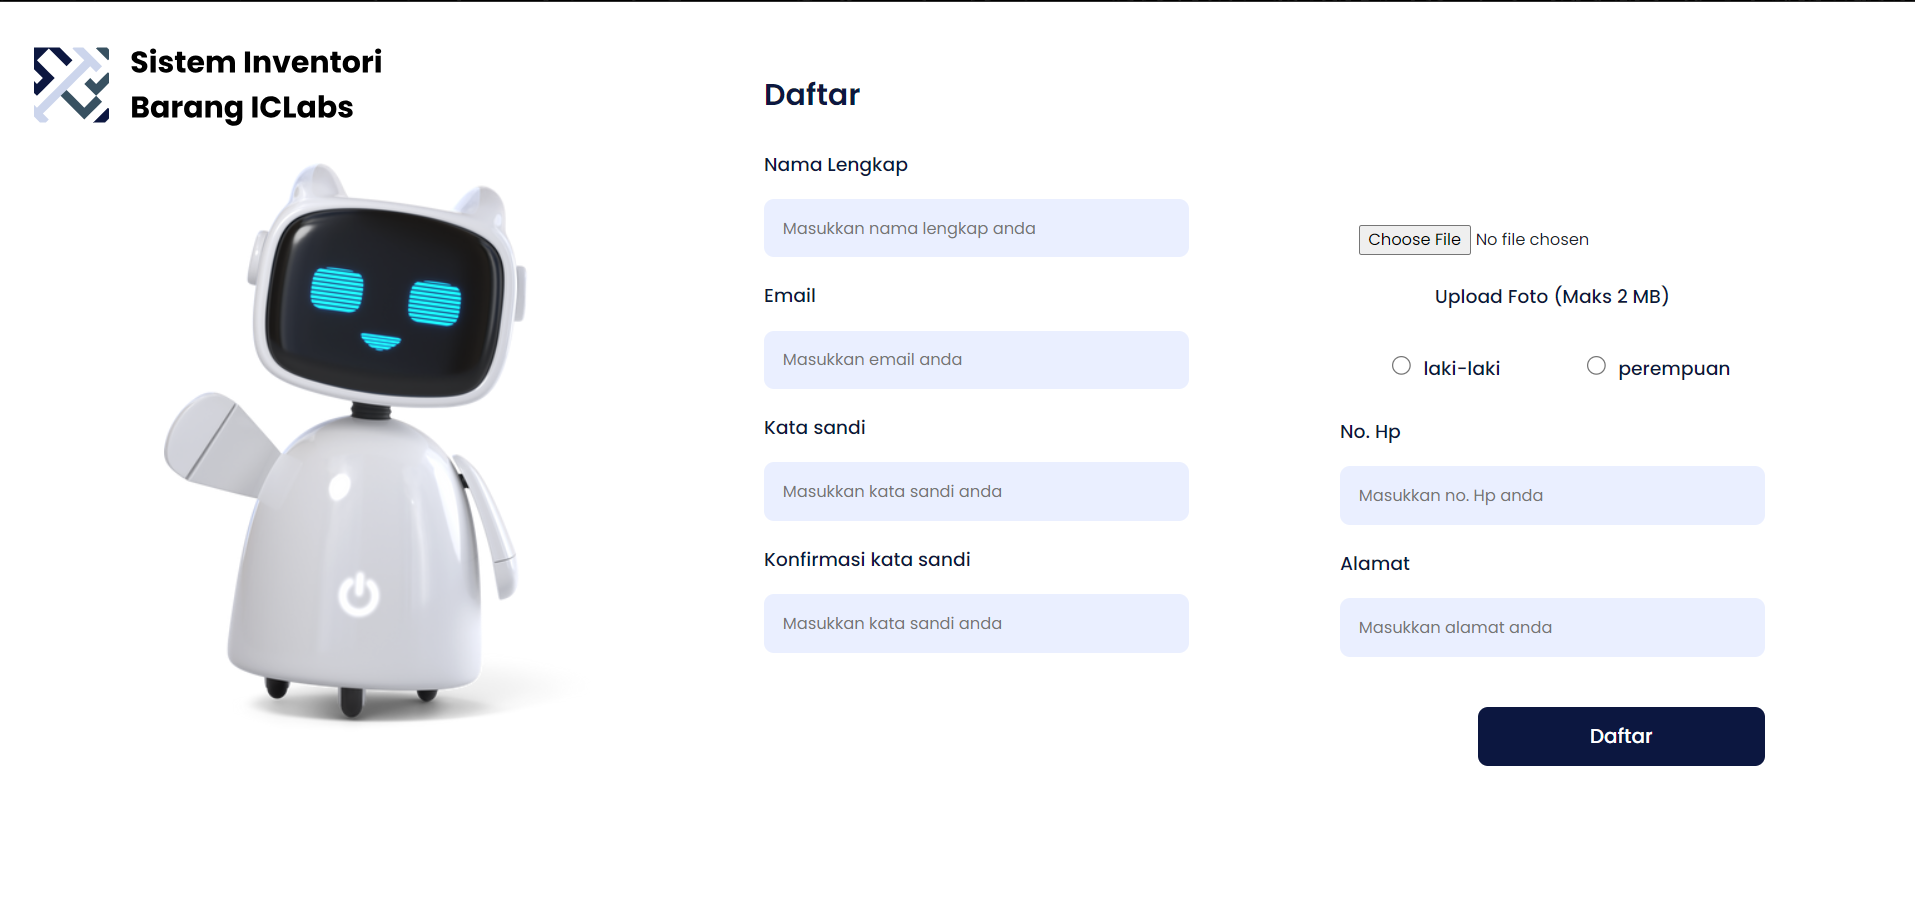 Sistem Inventori
Barang ICLabs
Daftar
Nama Lengkap
Masukkan nama lengkap anda
Email
Masukkan email anda
Kata sandi
Masukkan kata sandi anda
Konfirmasi kata sandi
Masukkan kata sandi anda
Choose File No file chosen
Upload Foto (Maks 2 MB)
laki-laki perempuan
No. Hp
Masukkan no. Hp anda
Alamat
Masukkan alamat anda
Daftar